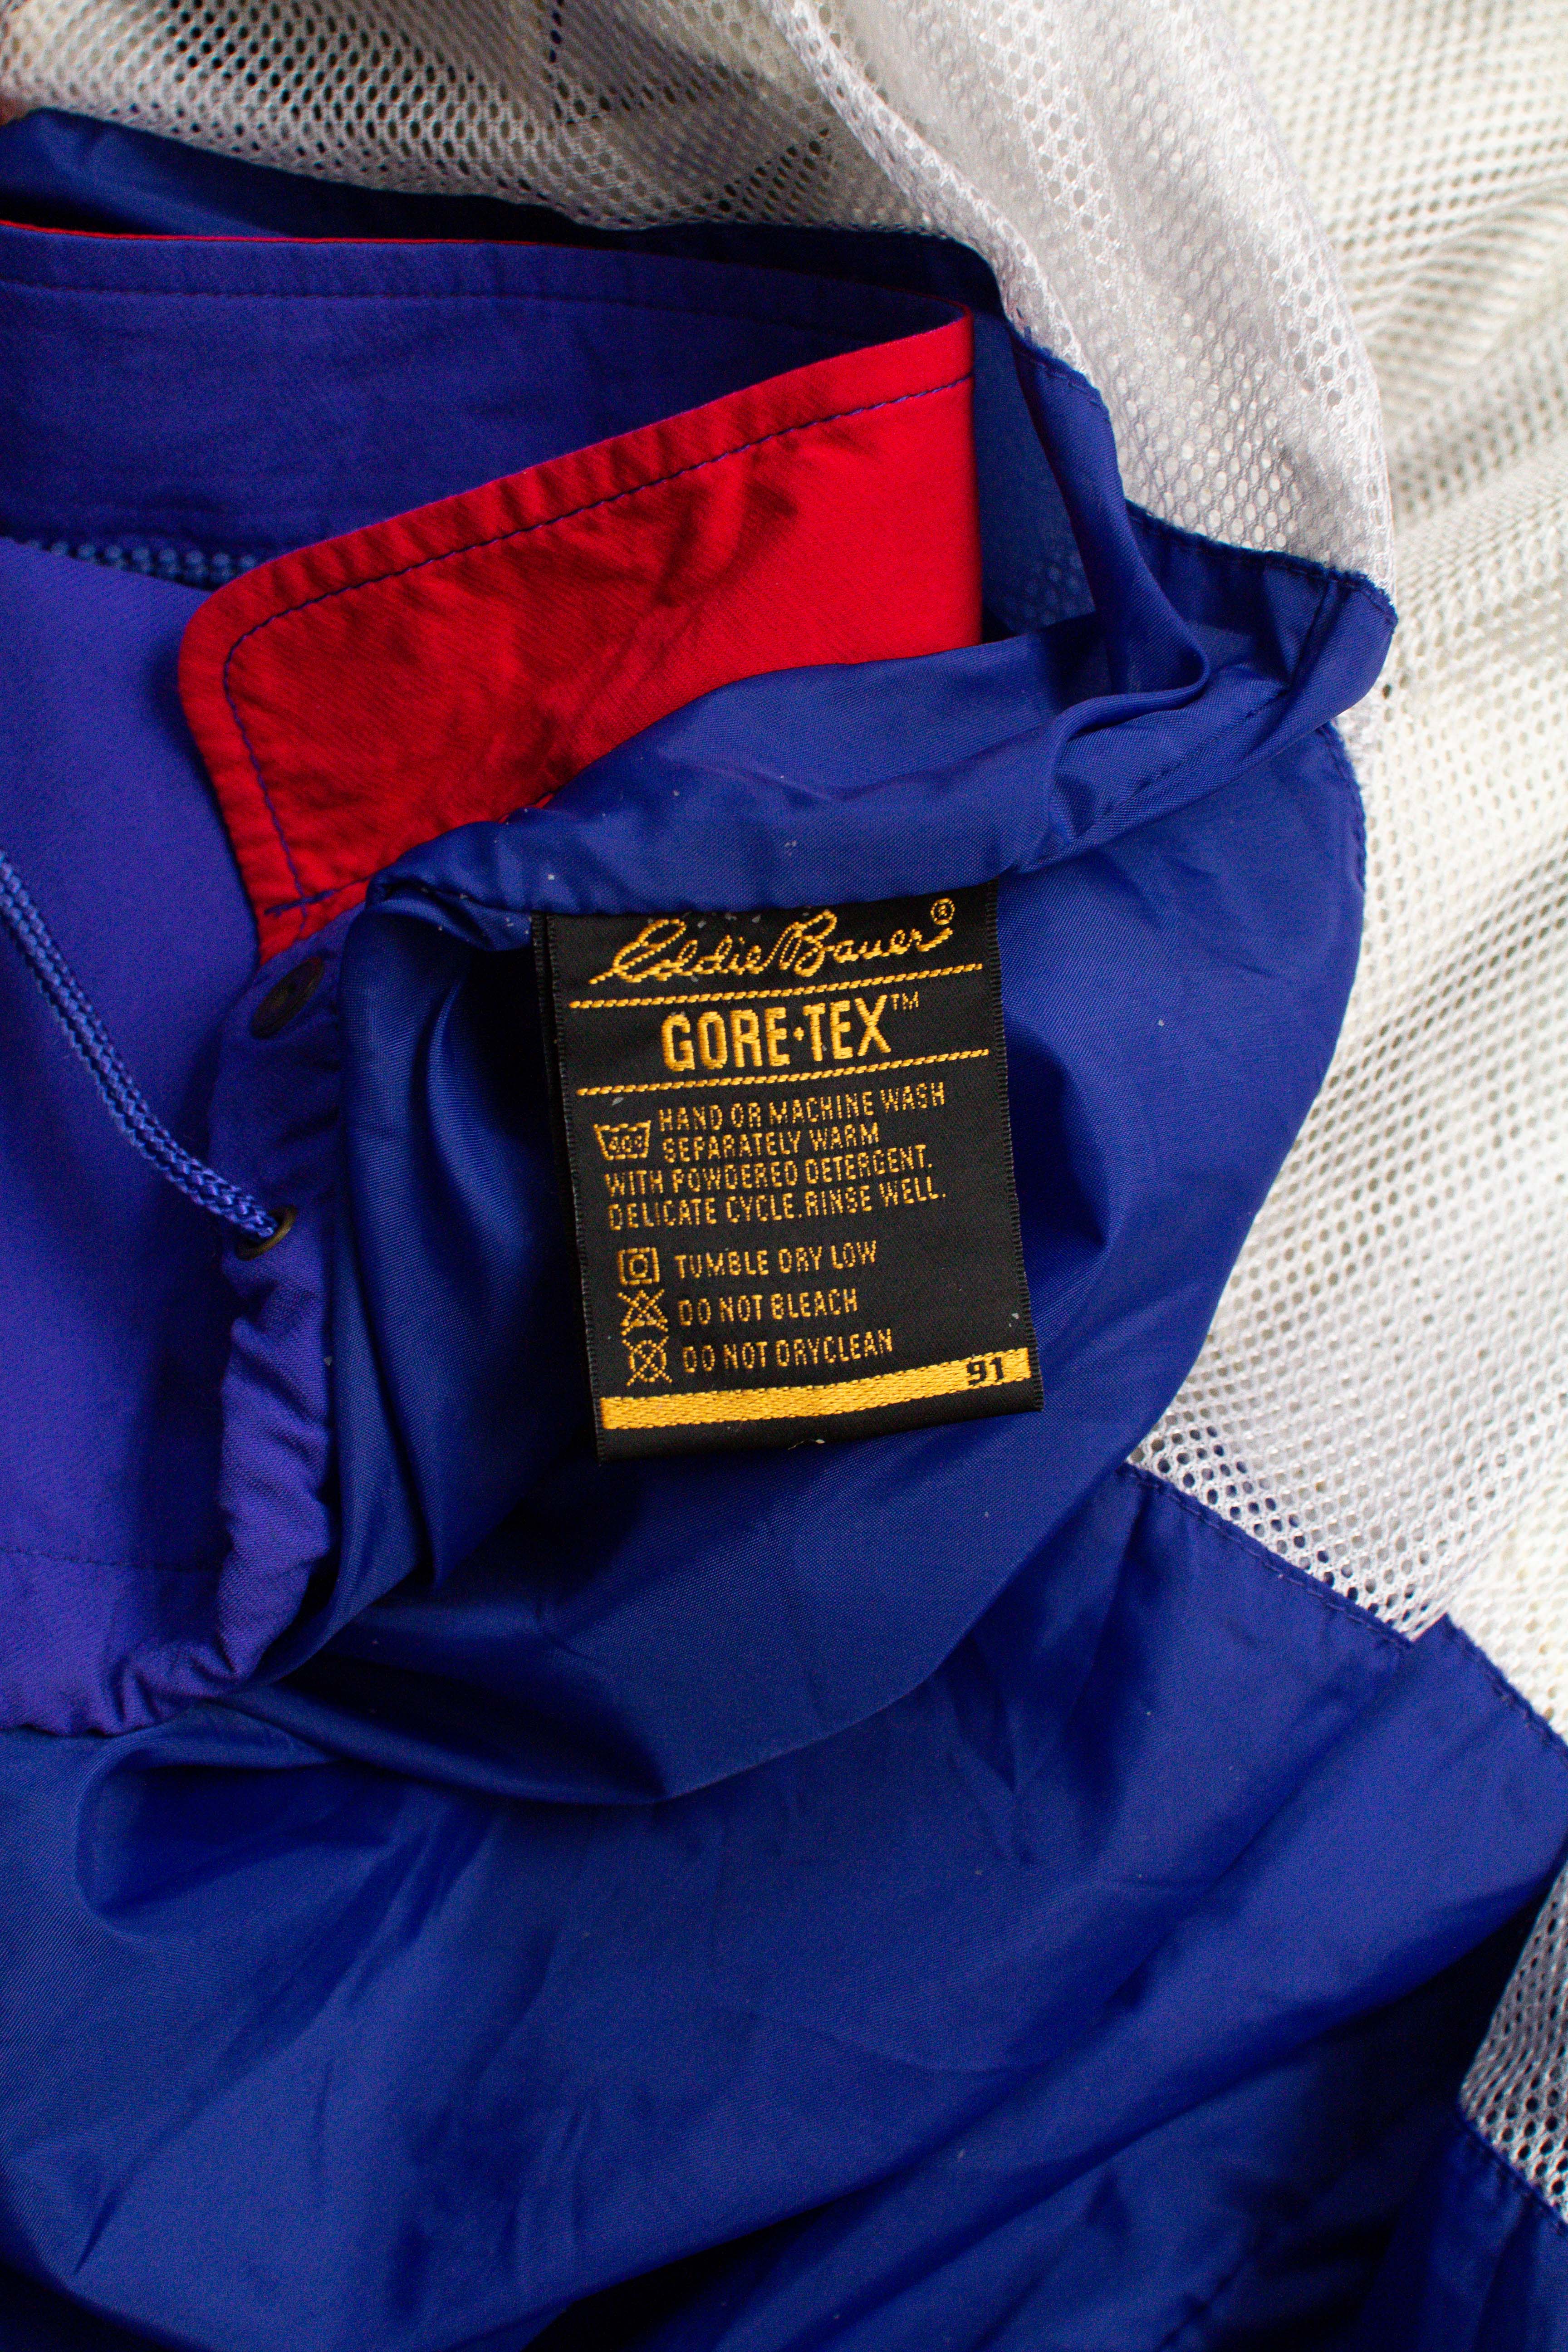 Eddie Bauer®
GORE-TEX™
HAND OR MACHINE WASH
SEPARATELY WARM
WITH POWDERED DETERGENT.
DELICATE CYCLE. RINSE WELL.
TUMBLE DRY LOW
DO NOT BLEACH
DO NOT DRYCLEAN
91